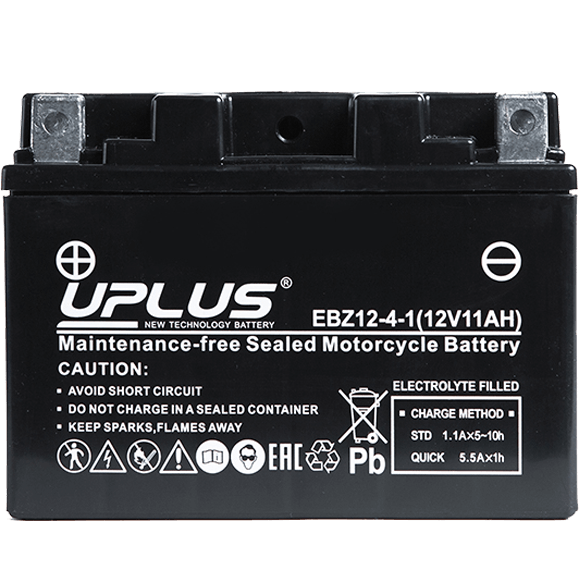 UPLUS®
NEW TECHNOLOGY BATTERY
EBZ12-4-1(12V11AH)
Maintenance-free Sealed Motorcycle Battery
CAUTION:
AVOID SHORT CIRCUIT
DO NOT CHARGE IN A SEALED CONTAINER
KEEP SPARKS,FLAMES AWAY
EAC
Pb
ELECTROLYTE FILLED
CHARGE METHOD
STD 1.1A×5~10h
QUICK 5.5A×1h